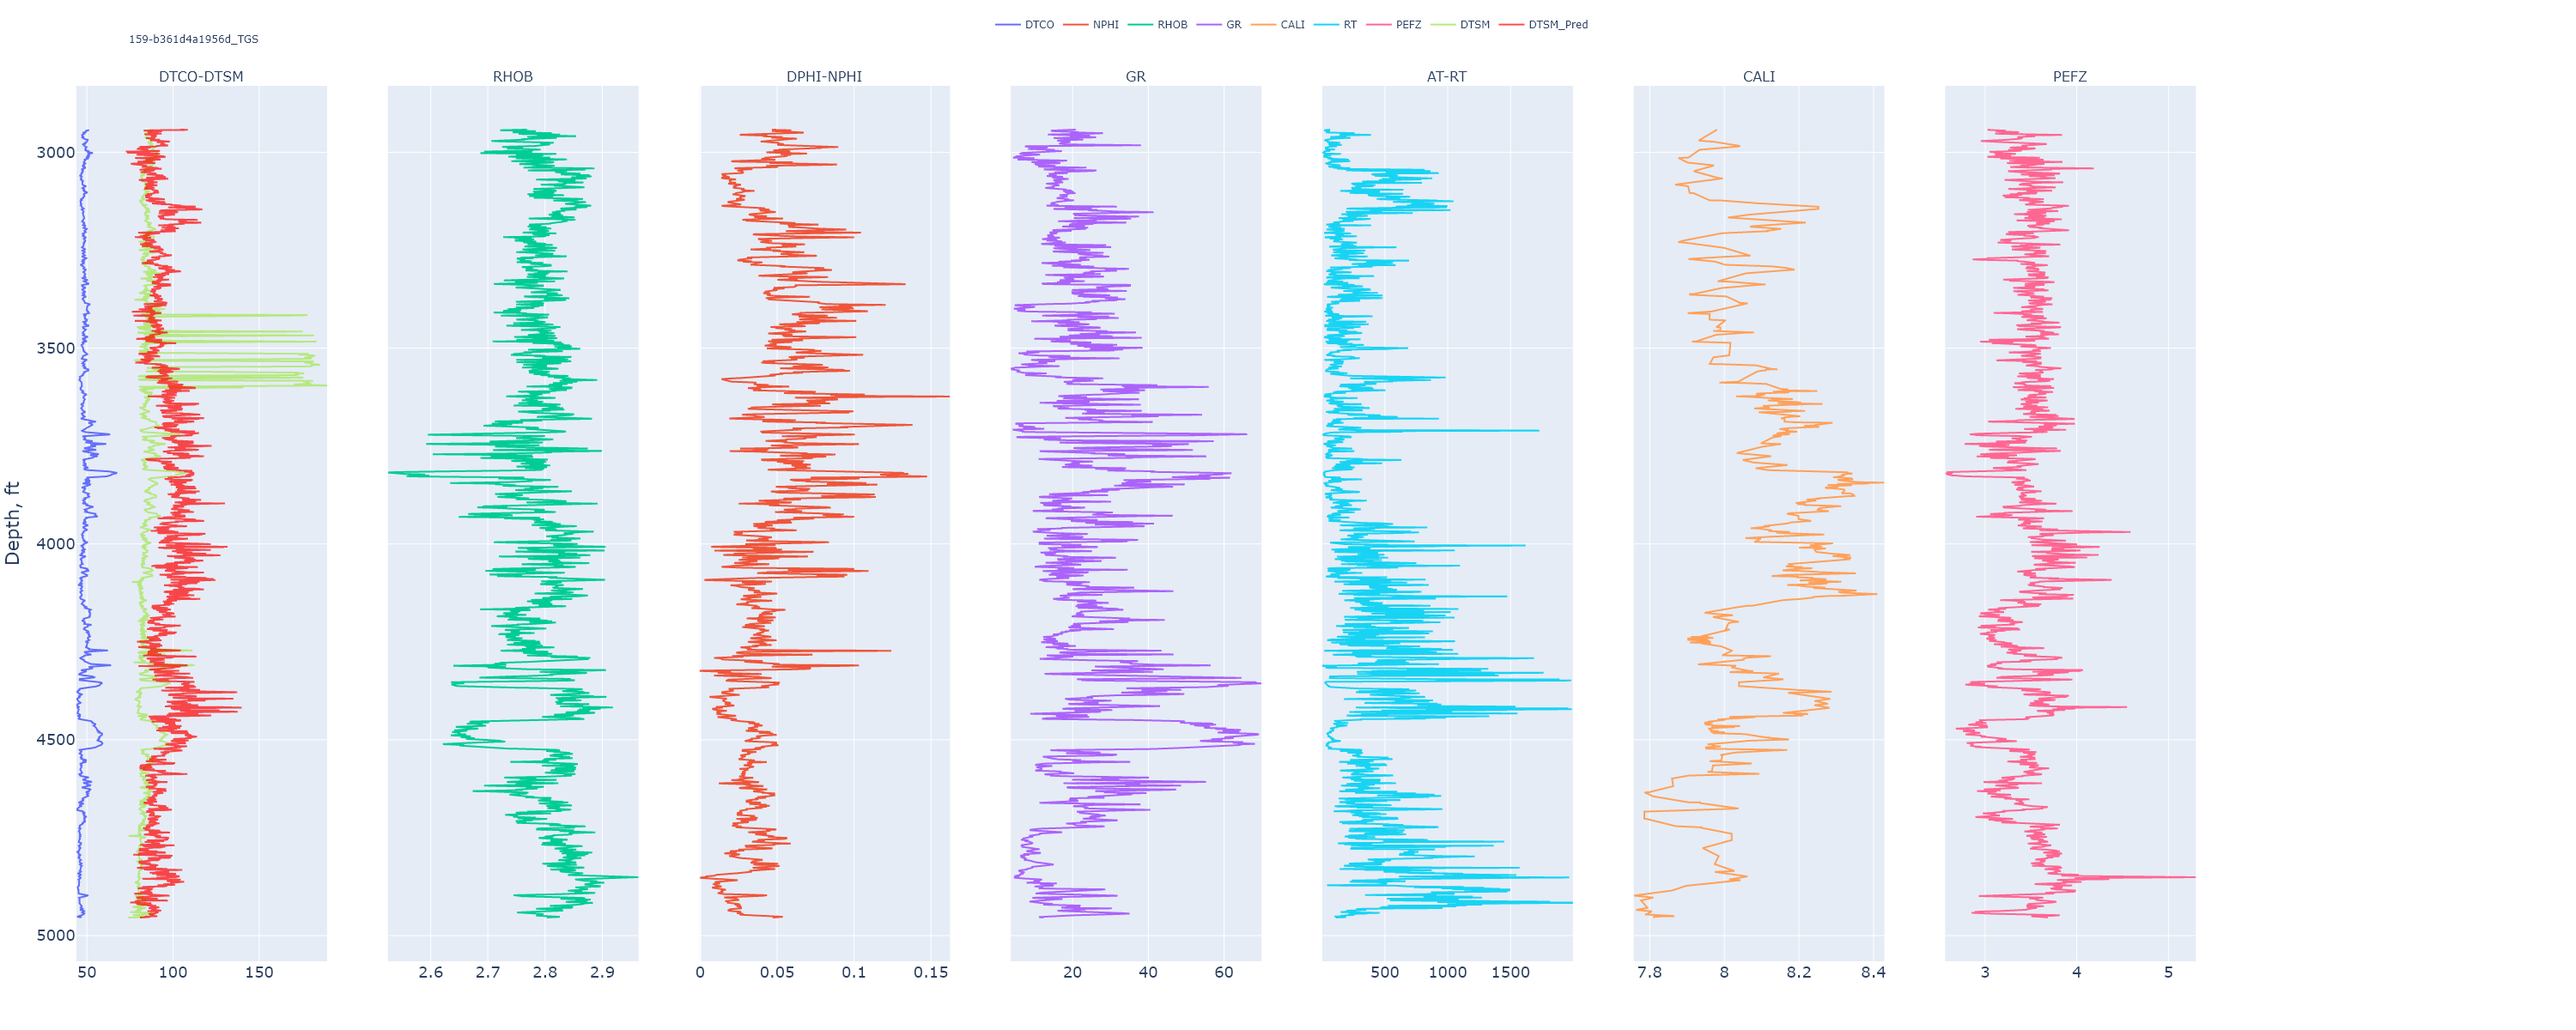 DTCO NPHI RHOB GR CALI RT PEFZ DTSM DTSM_Pred
159-b361d4a1956d_TGS
DTCO-DTSM RHOB DPHI-NPHI GR AT-RT CALI PEFZ
Depth, ft
3000
3500
4000
4500
5000
50 100 150 2.6 2.7 2.8 2.9 0 0.05 0.1 0.15 20 40 60 500 1000 1500 7.8 8 8.2 8.4 3 4 5